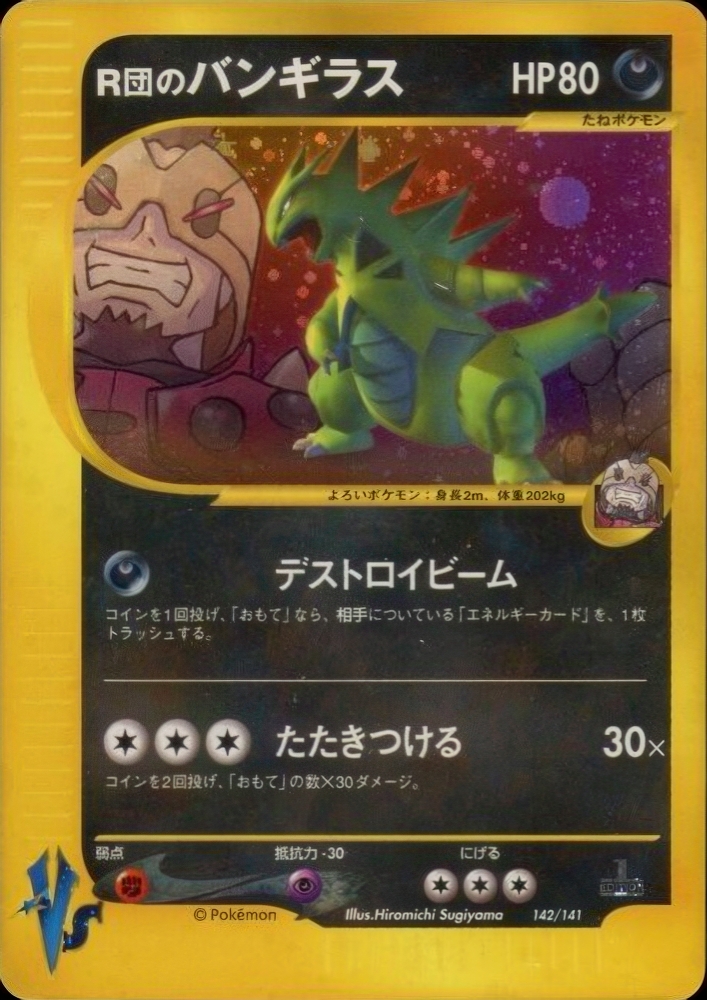 R団のバンギラス HP80
たねポケモン
よろいポケモン：身長2m、体重202kg
デストロイビーム
コインを1回投げ、「おもて」なら、相手についている「エネルギーカード」を、1枚
トラッシュする。
たたきつける 30×
コインを2回投げ、「おもて」の数×30ダメージ。
弱点 抵抗力-30 にげる
1
EDITION
VS
© Pokémon Illus.Hiromichi Sugiyama 142/141